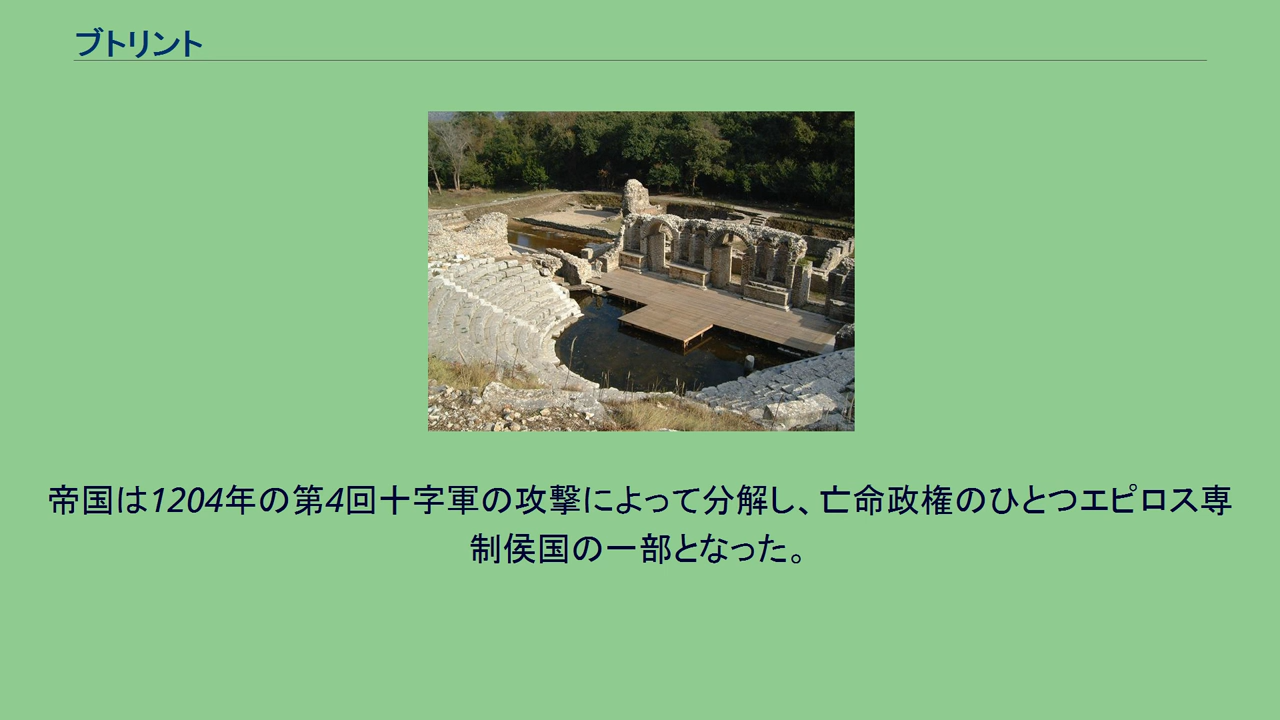 ブトリント
帝国は1204年の第4回十字軍の攻撃によって分解し、亡命政権のひとつエピロス専
制侯国の一部となった。